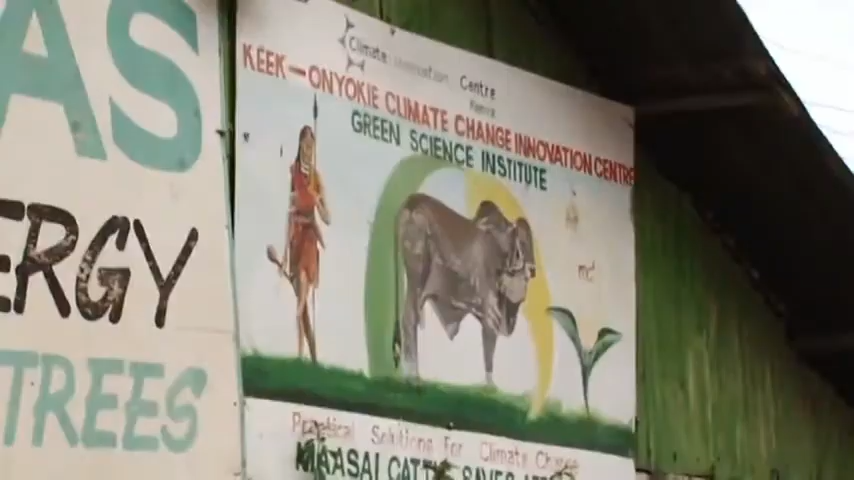 AS
ERGY
TREES
Climate Innovation Centre
Kenya
KEEK-ONYOKIE CLIMATE CHANGE INNOVATION CENTRE
GREEN SCIENCE INSTITUTE
Practical Solutions For Climate Change
MAASAI CATTLE